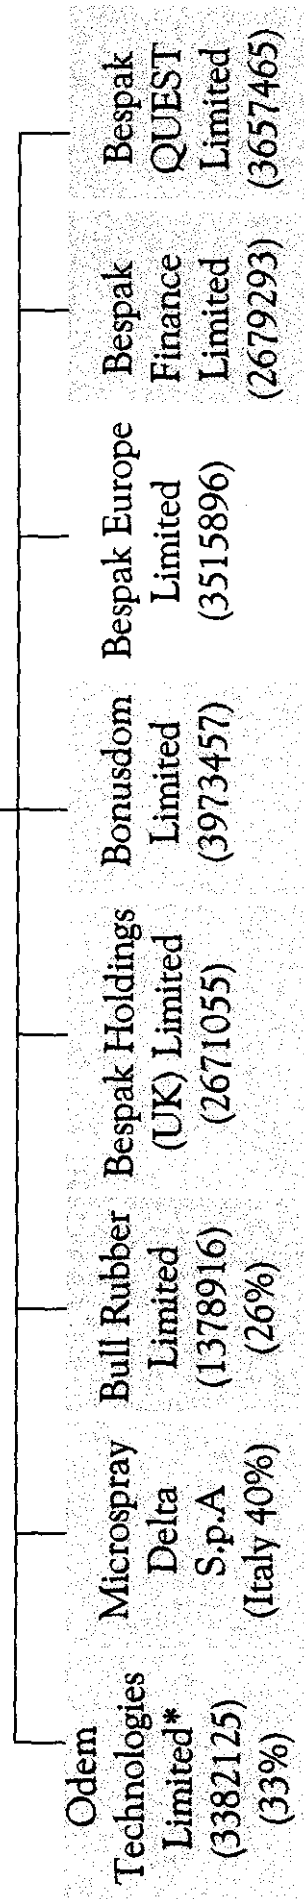 Odem
Technologies
Limited*
(3382125)
(33%)
Microspray
Delta
S.p.A
(Italy 40%)
Bull Rubber
Limited
(1378916)
(26%)
Bespak Holdings
(UK) Limited
(2671055)
Bonusdom
Limited
(3973457)
Bespak Europe
Limited
(3515896)
Bespak
Finance
Limited
(2679293)
Bespak
QUEST
Limited
(3657465)